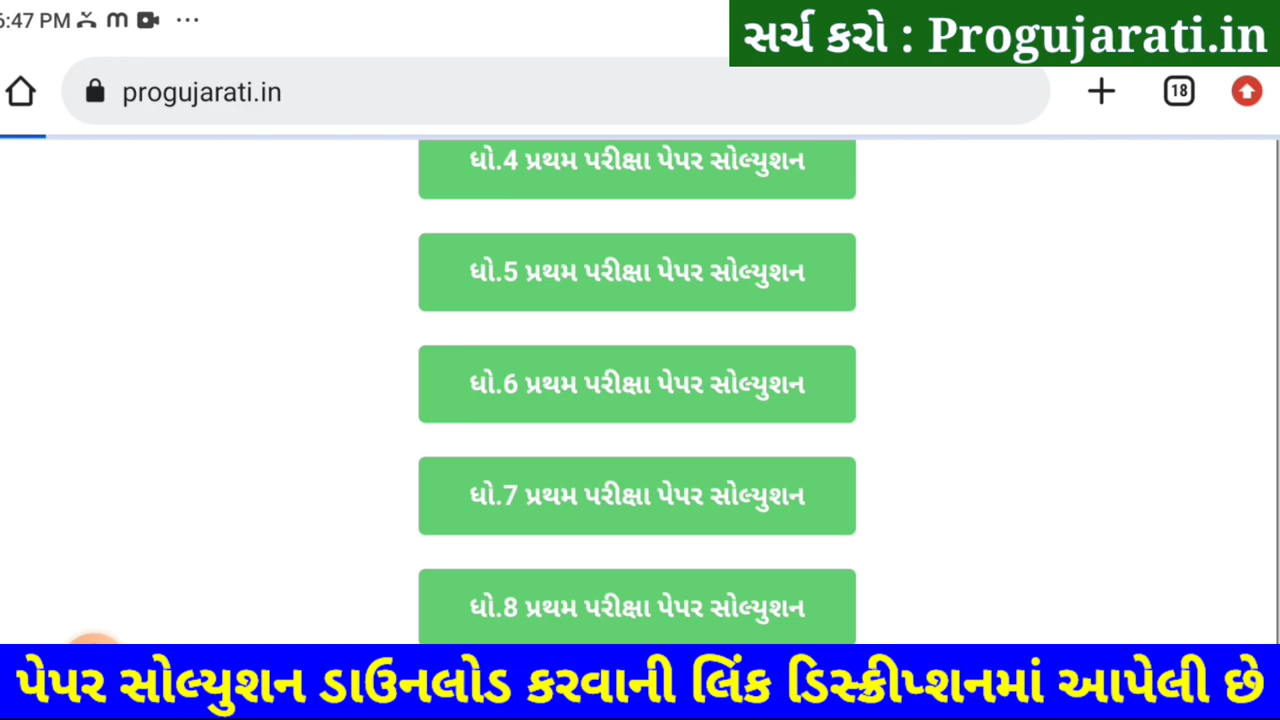 5:47 PM
સર્ચ કરો : Progujarati.in
progujarati.in
18
ધો.4 પ્રથમ પરીક્ષા પેપર સોલ્યુશન
ધો.5 પ્રથમ પરીક્ષા પેપર સોલ્યુશન
ધો.6 પ્રથમ પરીક્ષા પેપર સોલ્યુશન
ધો.7 પ્રથમ પરીક્ષા પેપર સોલ્યુશન
ધો.8 પ્રથમ પરીક્ષા પેપર સોલ્યુશન
પેપર સોલ્યુશન ડાઉનલોડ કરવાની લિંક ડિસ્ક્રીપ્શનમાં આપેલી છે